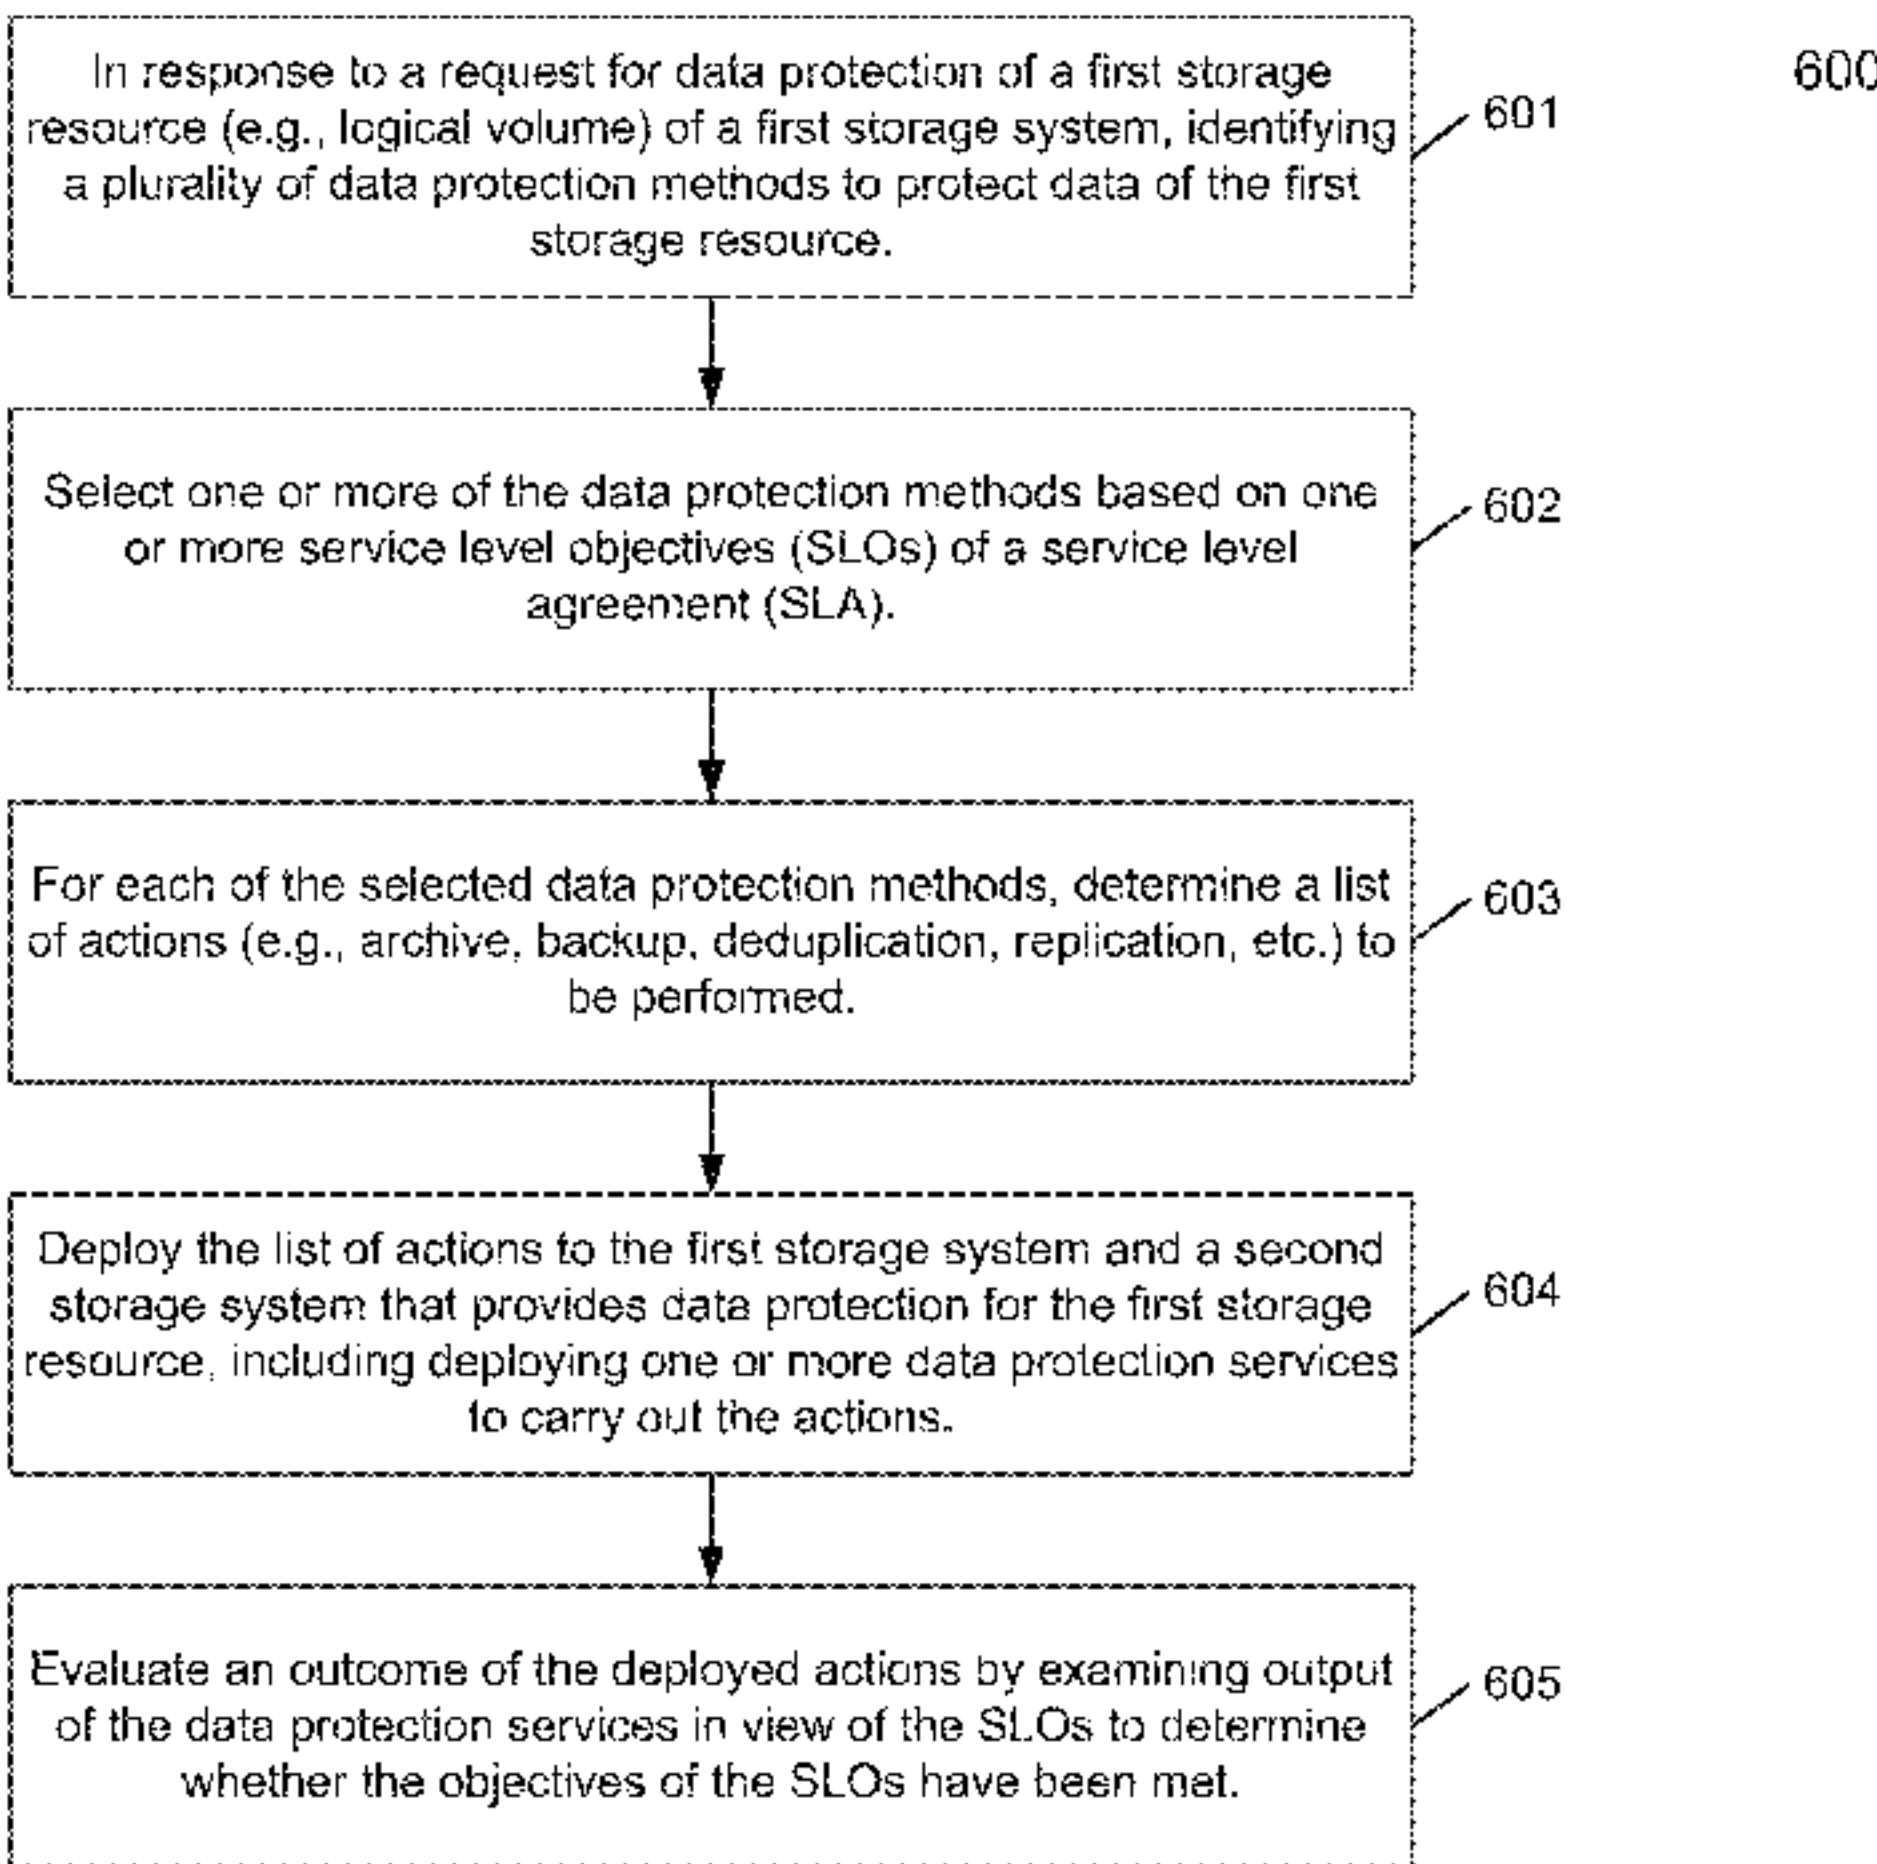 600
In response to a request for data protection of a first storage
resource (e.g., logical volume) of a first storage system, identifying
a plurality of data protection methods to protect data of the first
storage resource.
601
Select one or more of the data protection methods based on one
or more service level objectives (SLOs) of a service level
agreement (SLA).
602
For each of the selected data protection methods, determine a list
of actions (e.g., archive, backup, deduplication, replication, etc.) to
be performed.
603
Deploy the list of actions to the first storage system and a second
storage system that provides data protection for the first storage
resource, including deploying one or more data protection services
to carry out the actions.
604
Evaluate an outcome of the deployed actions by examining output
of the data protection services in view of the SLOs to determine
whether the objectives of the SLOs have been met.
605